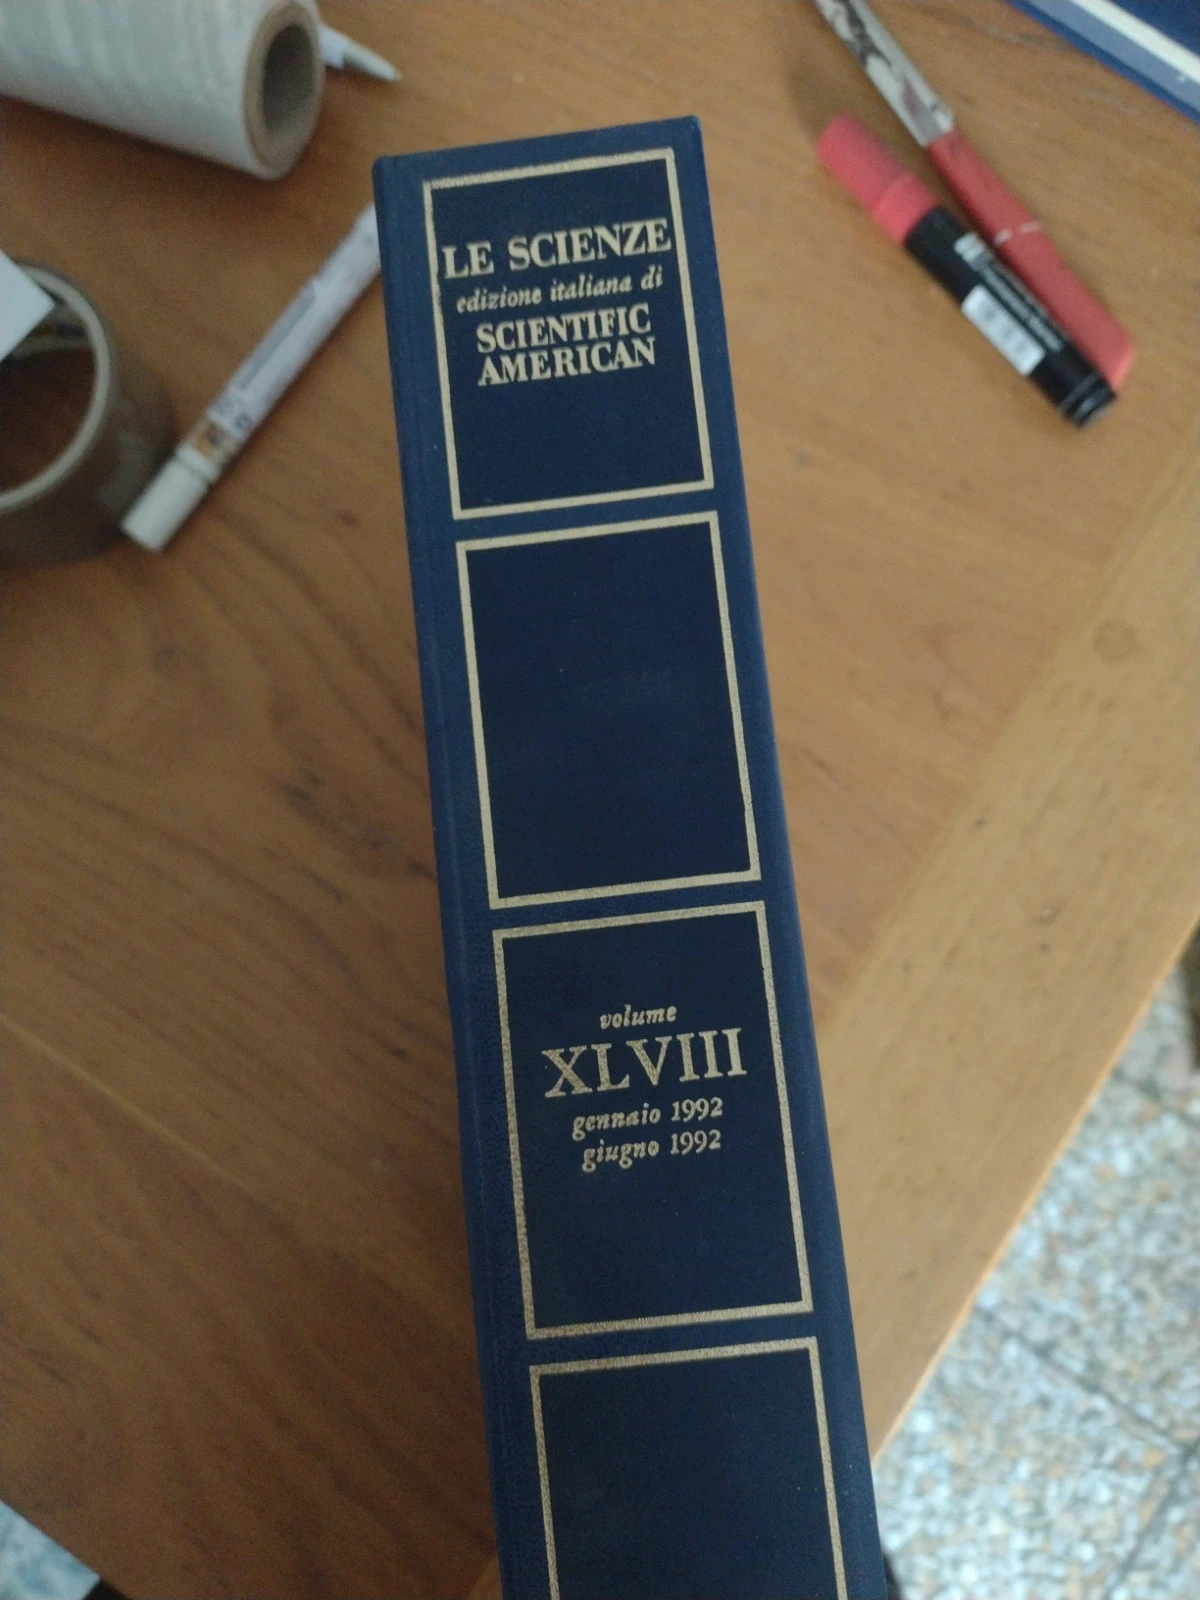 LE SCIENZE
edizione italiana di
SCIENTIFIC
AMERICAN
volume
XLVIII
gennaio 1992
giugno 1992